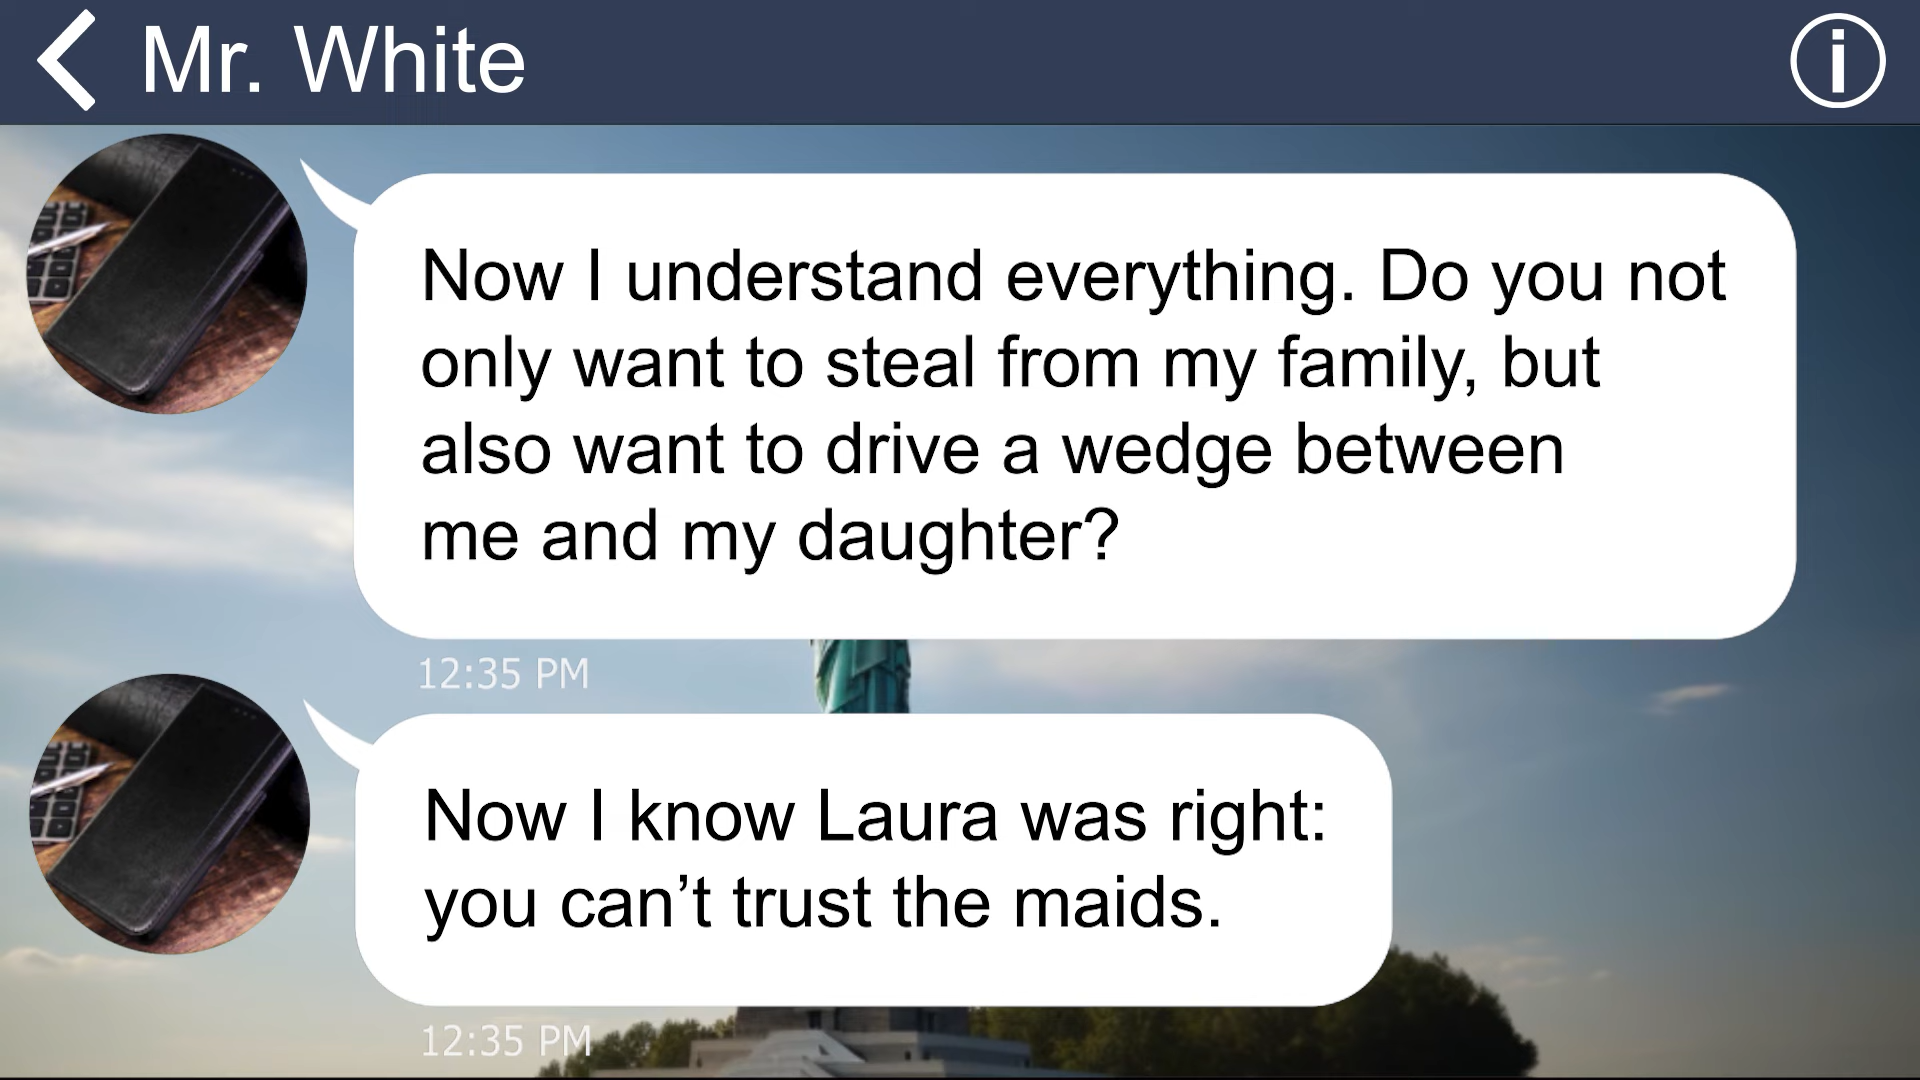 Mr. White
Now I understand everything. Do you not
only want to steal from my family, but
also want to drive a wedge between
me and my daughter?
12:35 PM
Now I know Laura was right:
you can’t trust the maids.
12:35 PM